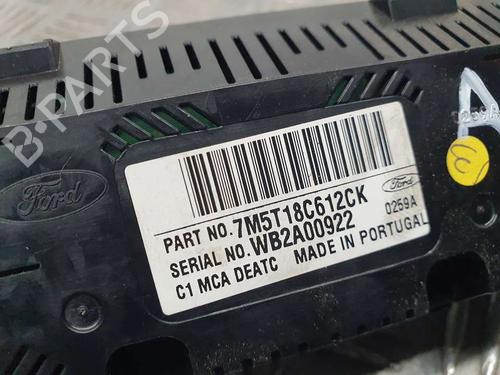 B-PARTS
Ford
PART NO. 7M5T18C612CK
SERIAL NO. WB2A00922
C1 MCA DEATC MADE IN PORTUGAL
Ford
0259A
A